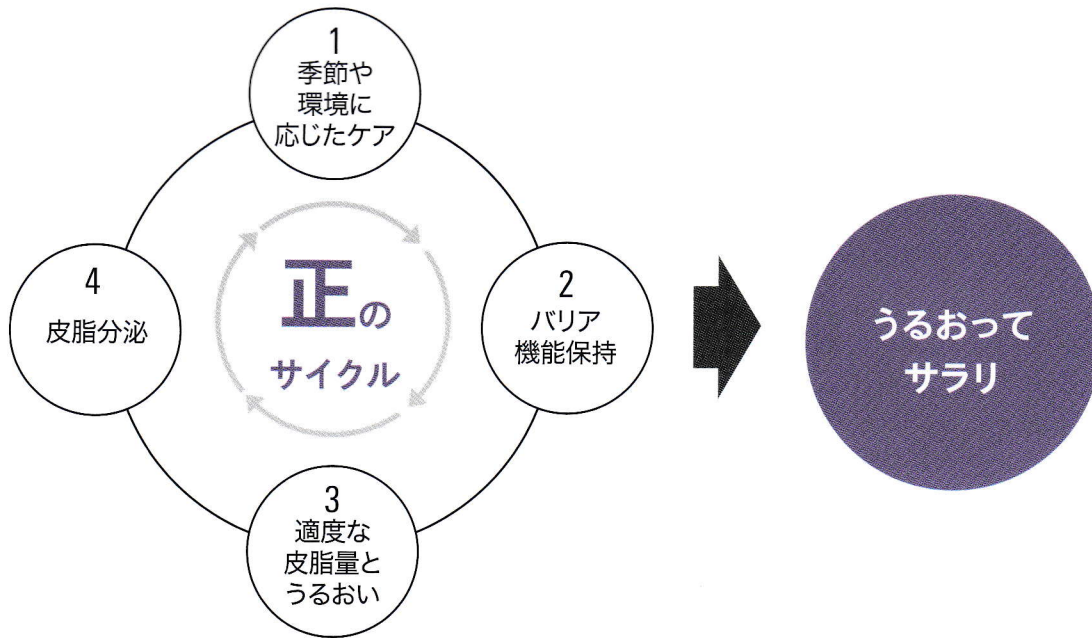 1
季節や
環境に
応じたケア
正の
サイクル
2
バリア
機能保持
3
適度な
皮脂量と
うるおい
4
皮脂分泌
うるおって
サラリ